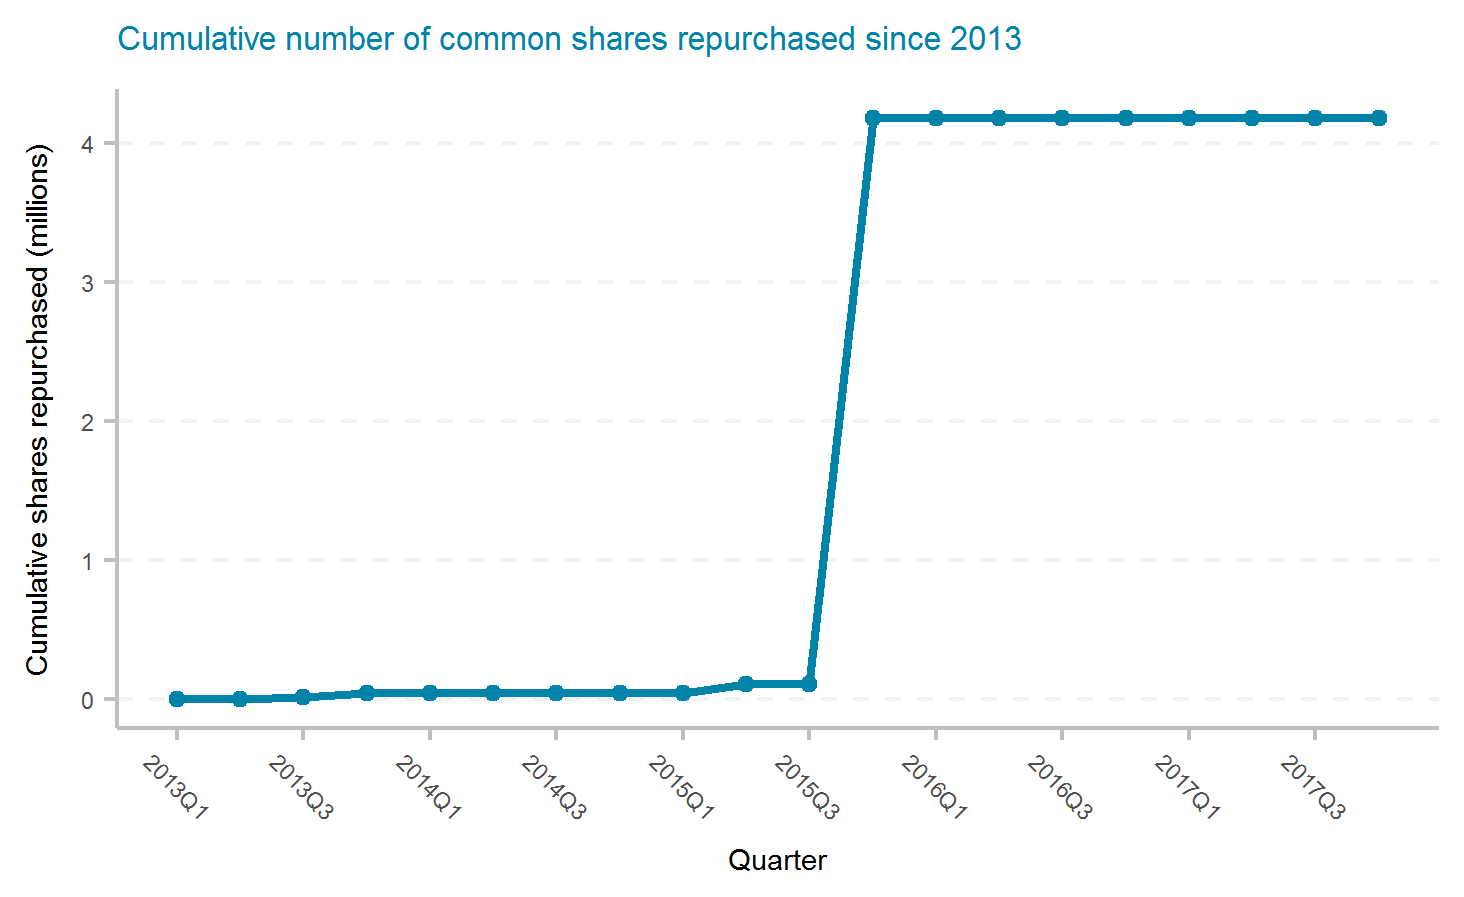 Cumulative number of common shares repurchased since 2013
Cumulative shares repurchased (millions)
4
3
2
1
0
2013Q1
2013Q3
2014Q1
2014Q3
2015Q1
2015Q3
2016Q1
2016Q3
2017Q1
2017Q3
Quarter